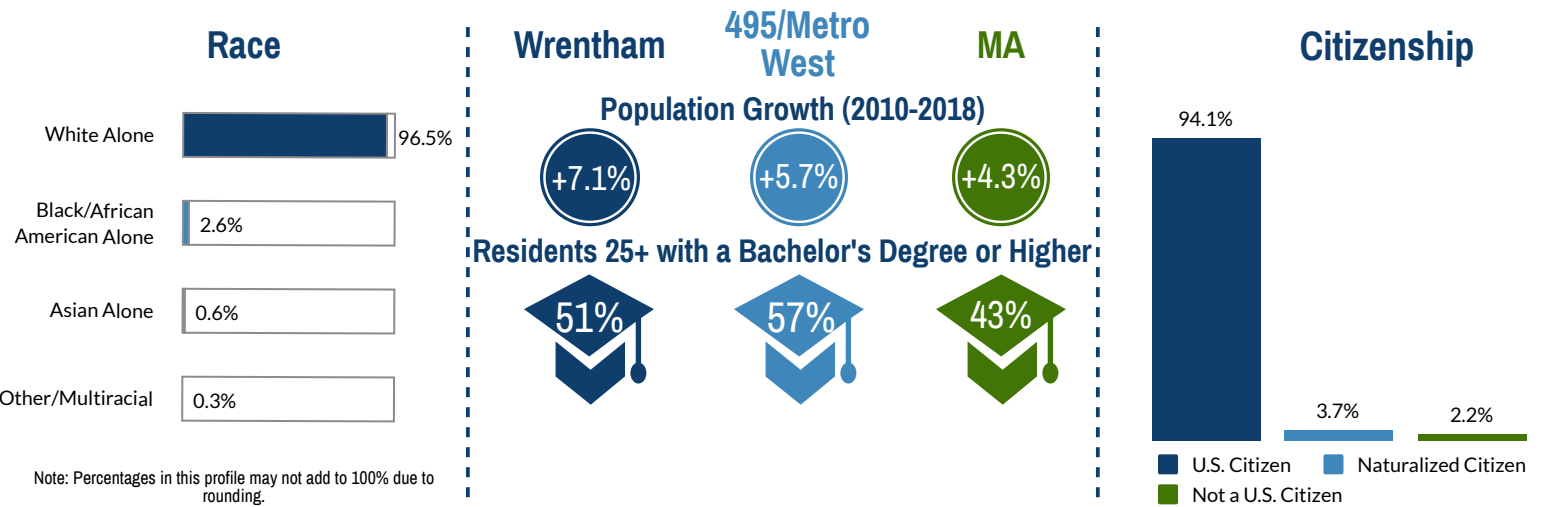 Race
White Alone
96.5%
Black/African
American Alone
2.6%
Asian Alone
0.6%
Other/Multiracial
0.3%
Note: Percentages in this profile may not add to 100% due to
rounding.
Wrentham
495/Metro
West
MA
Population Growth (2010-2018)
+7.1%
+5.7%
+4.3%
Residents 25+ with a Bachelor's Degree or Higher
51%
57%
43%
Citizenship
94.1%
3.7%
2.2%
U.S. Citizen
Naturalized Citizen
Not a U.S. Citizen